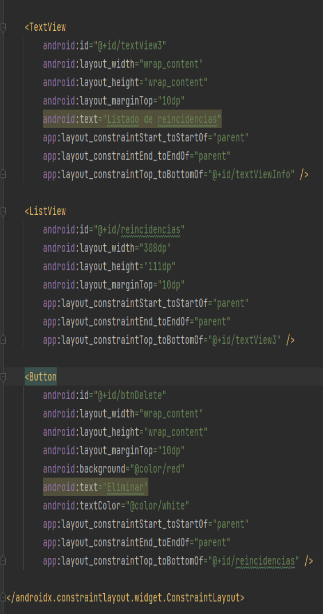 <TextView
android:id="@+id/textView3"
android:layout_width="wrap_content"
android:layout_height="wrap_content"
android:layout_marginTop="10dp"
android:text="Listado de reincidencias"
app:layout_constraintStart_toStartOf="parent"
app:layout_constraintEnd_toEndOf="parent"
app:layout_constraintTop_toBottomOf="@+id/textViewInfo" />
<ListView
android:id="@+id/reincidencias"
android:layout_width="308dp"
android:layout_height="111dp"
android:layout_marginTop="10dp"
app:layout_constraintStart_toStartOf="parent"
app:layout_constraintEnd_toEndOf="parent"
app:layout_constraintTop_toBottomOf="@+id/textView3" />
<Button
android:id="@+id/btnDelete"
android:layout_width="wrap_content"
android:layout_height="wrap_content"
android:layout_marginTop="10dp"
android:background="@color/red"
android:text="Eliminar"
android:textColor="@color/white"
app:layout_constraintStart_toStartOf="parent"
app:layout_constraintEnd_toEndOf="parent"
app:layout_constraintTop_toBottomOf="@+id/reincidencias" />
</androidx.constraintlayout.widget.ConstraintLayout>